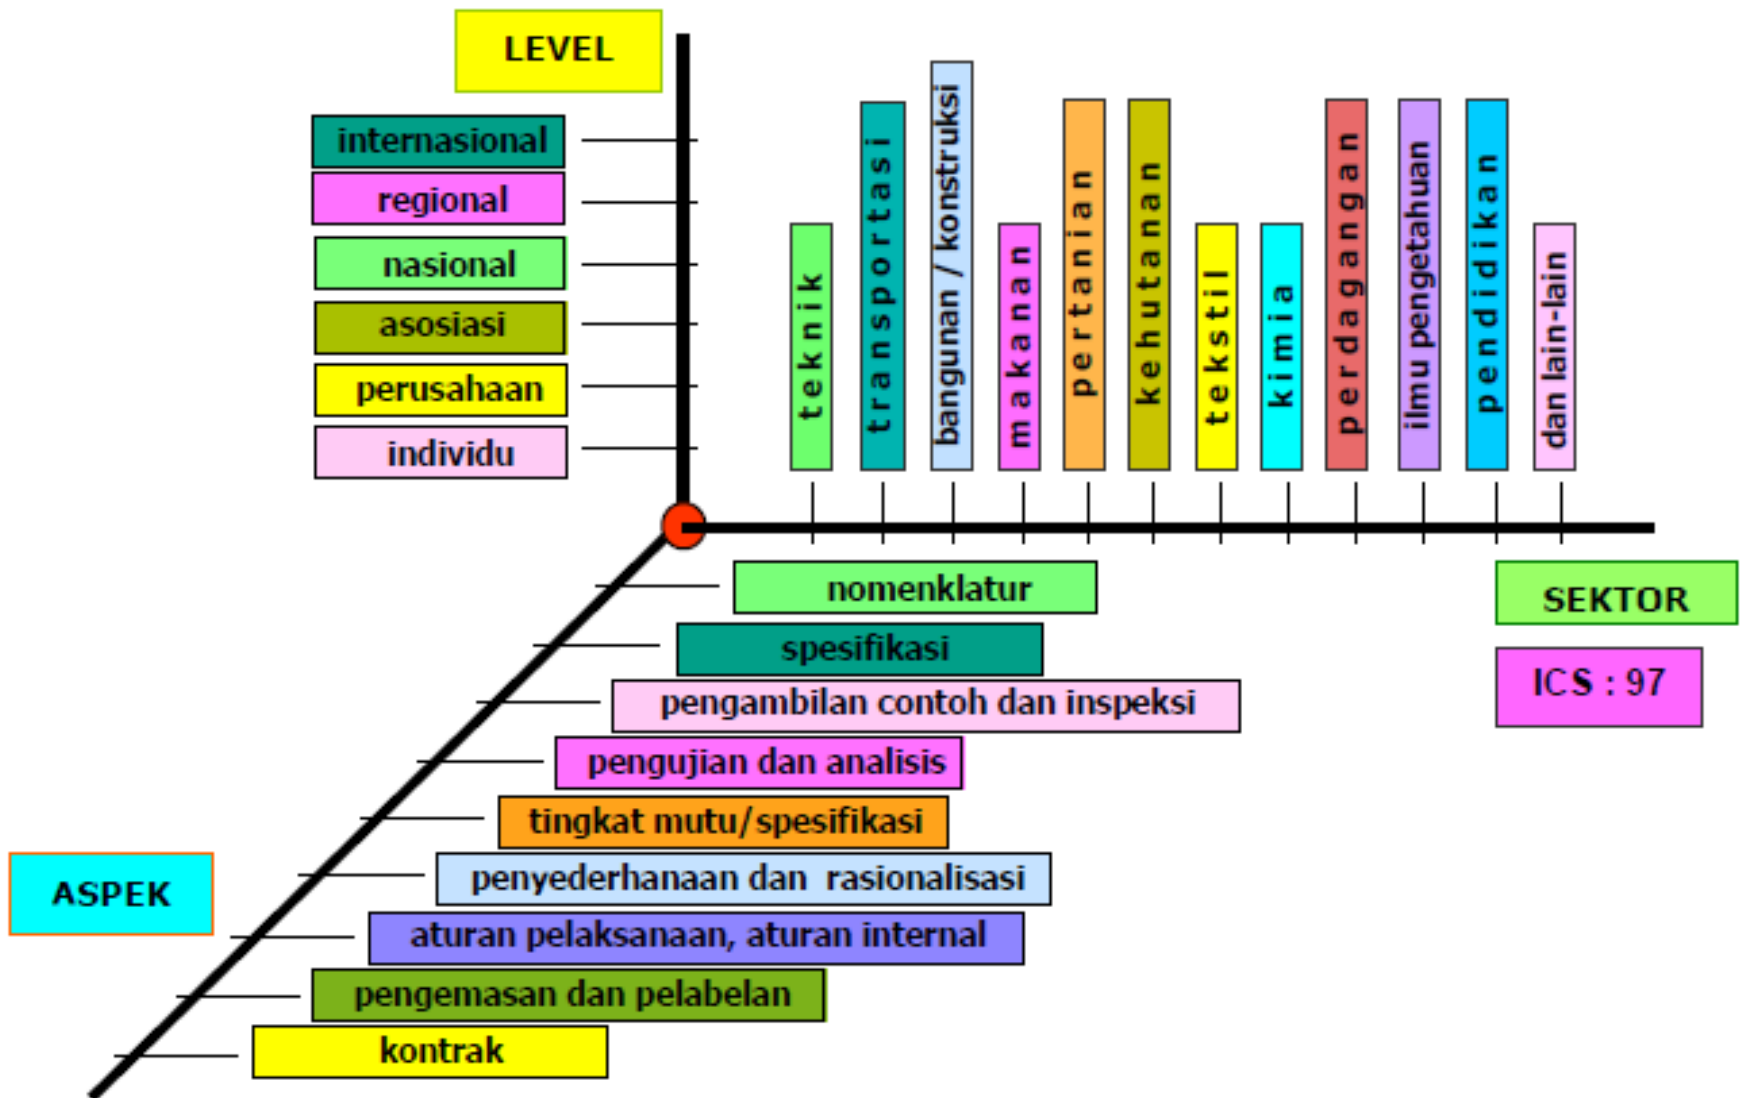 LEVEL
internasional
regional
nasional
asosiasi
perusahaan
individu
teknik
transportasi
bangunan / konstruksi
makanan
pertanian
kehutanan
tekstil
kimia
perdagangan
ilmu pengetahuan
pendidikan
dan lain-lain
SEKTOR
ICS : 97
nomenklatur
spesifikasi
pengambilan contoh dan inspeksi
pengujian dan analisis
tingkat mutu/spesifikasi
penyederhanaan dan rasionalisasi
aturan pelaksanaan, aturan internal
pengemasan dan pelabelan
kontrak
ASPEK